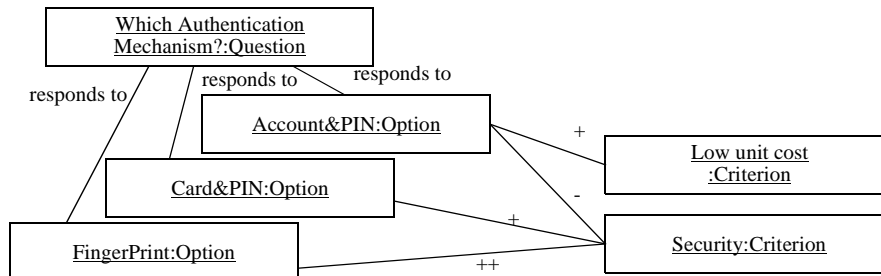 Which Authentication
Mechanism?:Question
responds to
responds to
responds to
Account&PIN:Option
+
Low unit cost
:Criterion
Card&PIN:Option
-
+
Security:Criterion
FingerPrint:Option
++